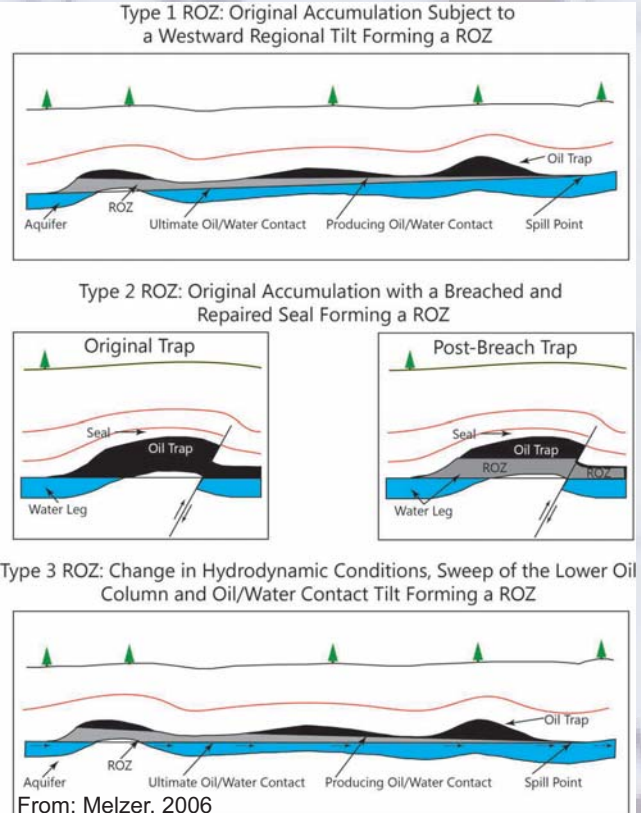 Type 1 ROZ: Original Accumulation Subject to
a Westward Regional Tilt Forming a ROZ
Oil Trap
ROZ
Aquifer
Ultimate Oil/Water Contact
Producing Oil/Water Contact
Spill Point
Type 2 ROZ: Original Accumulation with a Breached and
Repaired Seal Forming a ROZ
Original Trap
Seal
Oil Trap
Water Leg
Post-Breach Trap
Seal
Oil Trap
ROZ
ROZ
Water Leg
Type 3 ROZ: Change in Hydrodynamic Conditions, Sweep of the Lower Oil
Column and Oil/Water Contact Tilt Forming a ROZ
Oil Trap
ROZ
Aquifer
Ultimate Oil/Water Contact
Producing Oil/Water Contact
Spill Point
From: Melzer, 2006